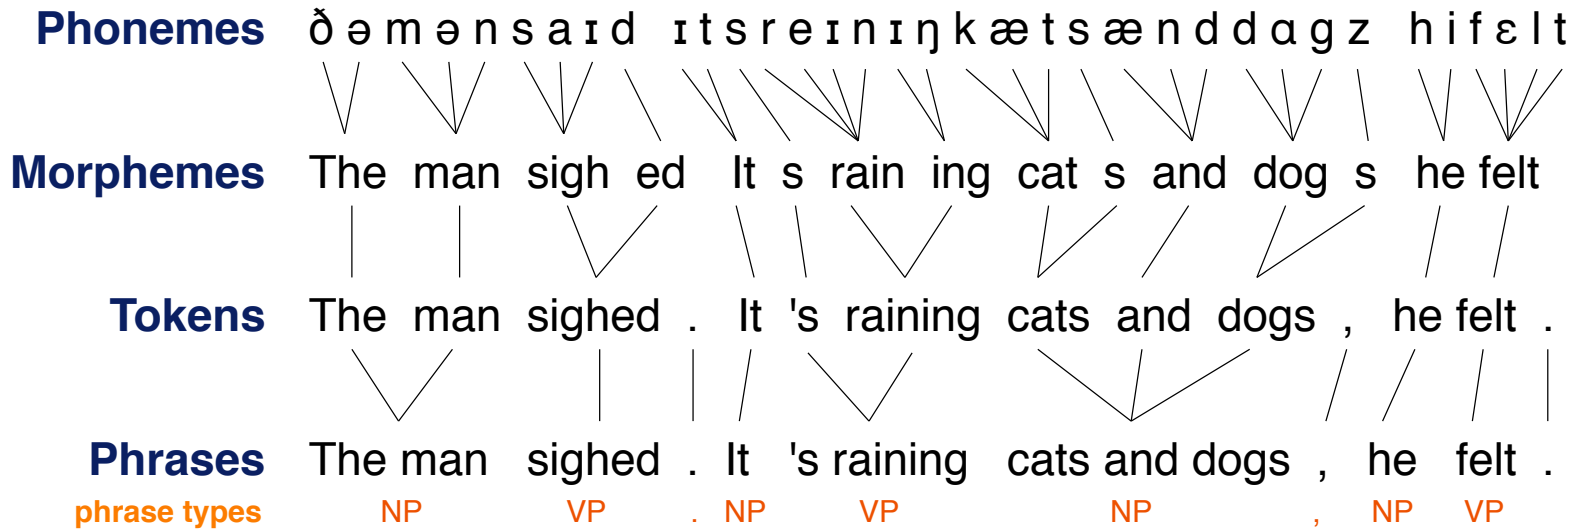 Phonemes ð ə m ə n s a ɪ d ɪ t s r e ɪ n ɪ ŋ k æ t s æ n d d ɑ g z h i f ɛ l t
Morphemes The man sigh ed It s rain ing cat s and dog s he felt
Tokens The man sighed . It 's raining cats and dogs , he felt .
Phrases The man sighed . It 's raining cats and dogs , he felt .
phrase types NP VP . NP VP NP , NP VP